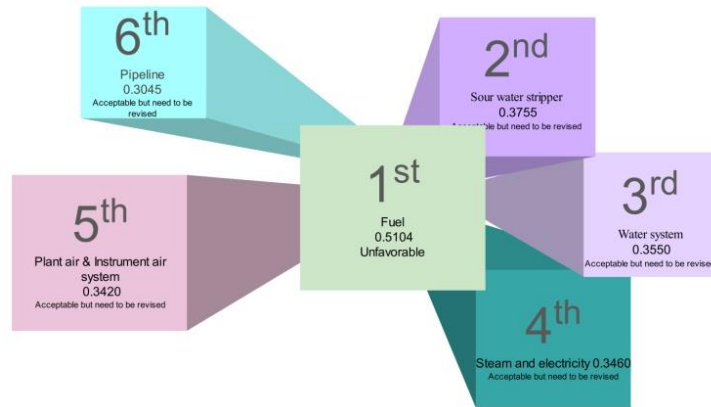 6th
Pipeline
0.3045
Acceptable but need to be
revised
2nd
Sour water stripper
0.3755
Acceptable but need to be revised
1st
Fuel
0.5104
Unfavorable
3rd
Water system
0.3550
Acceptable but need to be revised
5th
Plant air & Instrument air
system
0.3420
Acceptable but need to be revised
4th
Steam and electricity 0.3460
Acceptable but need to be revised